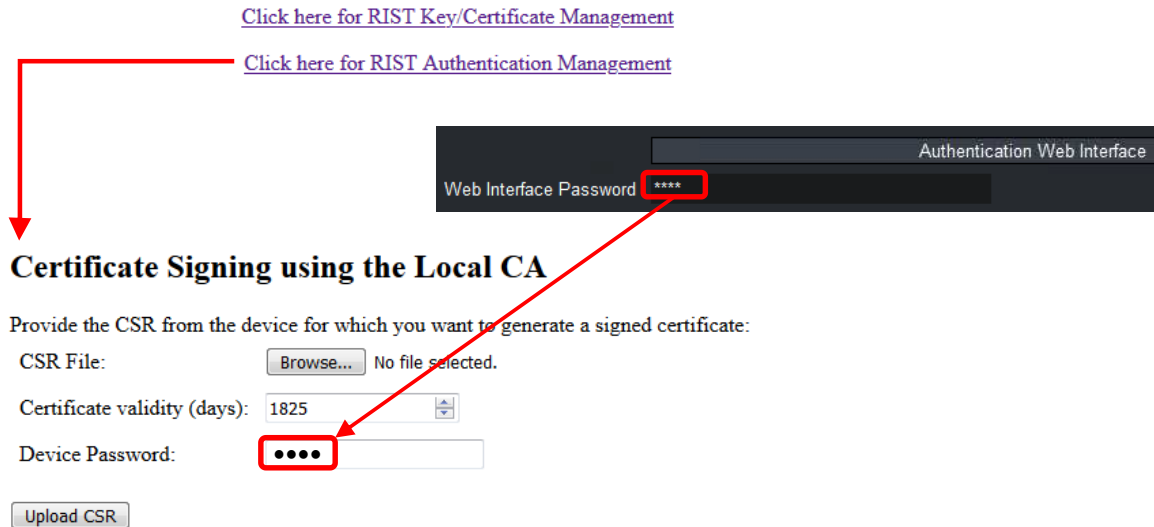 Click here for RIST Key/Certificate Management
Click here for RIST Authentication Management
Authentication Web Interface
Web Interface Password ****
Certificate Signing using the Local CA
Provide the CSR from the device for which you want to generate a signed certificate:
CSR File: Browse... No file selected.
Certificate validity (days): 1825
Device Password: ●●●●
Upload CSR